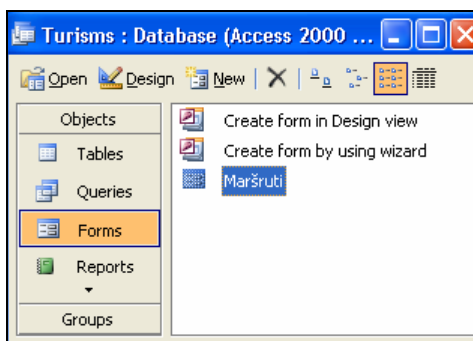 Turisms : Database (Access 2000 ...
Open Design New
Objects
Tables
Queries
Forms
Reports
Groups
Create form in Design view
Create form by using wizard
Maršruti